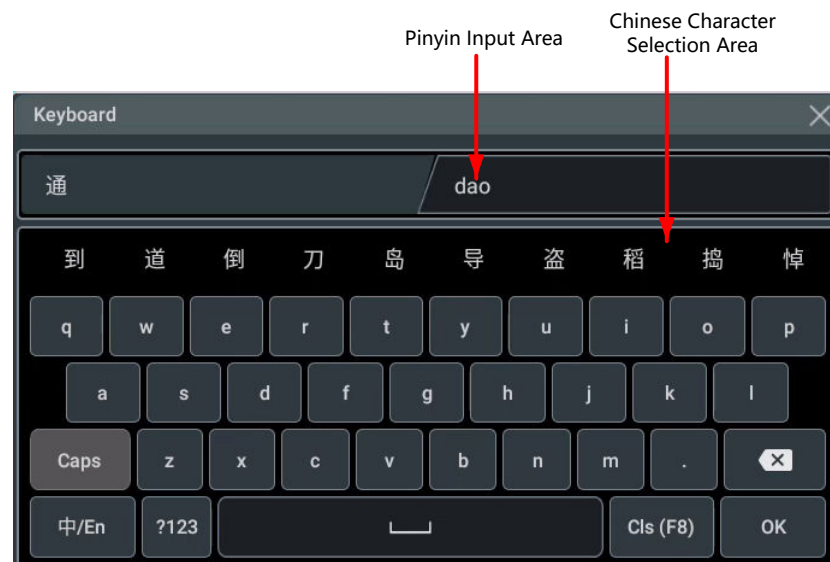 Chinese Character
Pinyin Input Area
Selection Area
Keyboard
通 dao
到 道 倒 刀 岛 导 盗 稻 捣 悼
q w e r t y u i o p
a s d f g h j k l
Caps z x c v b n m .
中/En ?123 Cls (F8) OK